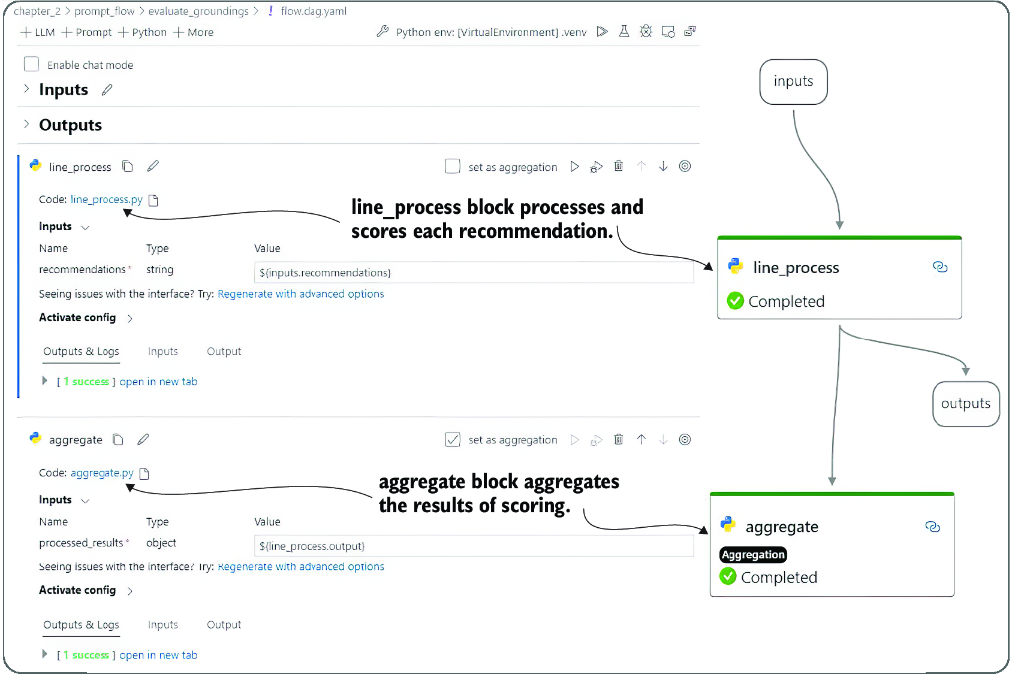 chapter_2 > prompt_flow > evaluate_groundings > ! flow.dag.yaml
+ LLM + Prompt + Python + More
Python env: [VirtualEnvironment] .venv
Enable chat mode
> Inputs
> Outputs
line_process
set as aggregation
Code: line_process.py
Inputs
Name Type Value
recommendations* string ${inputs.recommendations}
Seeing issues with the interface? Try: Regenerate with advanced options
Activate config >
Outputs & Logs Inputs Output
[ 1 success ] open in new tab
aggregate
set as aggregation
Code: aggregate.py
Inputs
Name Type Value
processed_results* object ${line_process.output}
Seeing issues with the interface? Try: Regenerate with advanced options
Activate config >
Outputs & Logs Inputs Output
[ 1 success ] open in new tab
line_process block processes and
scores each recommendation.
aggregate block aggregates
the results of scoring.
inputs
line_process
Completed
outputs
aggregate
Aggregation
Completed